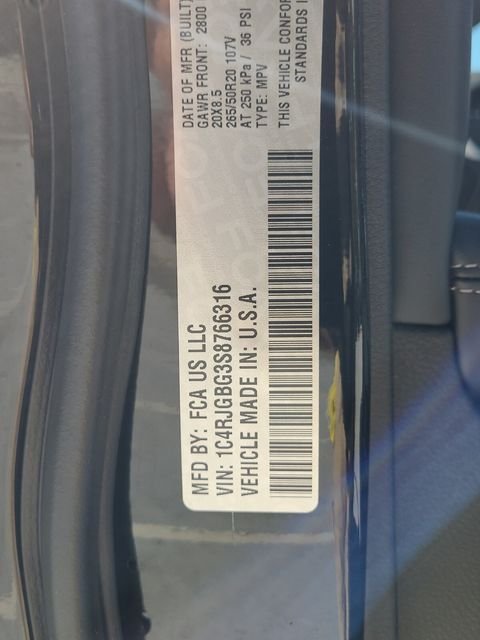 MFD BY: FCA US LLC
VIN: 1C4RJGBG3S8766316
VEHICLE MADE IN: U.S.A.
DATE OF MFR (BUILT)
GAWR FRONT: 2800
20X8.5
265/50R20 107V
AT 250 kPa / 36 PSI
TYPE: MPV
THIS VEHICLE CONFOR
STANDARDS I